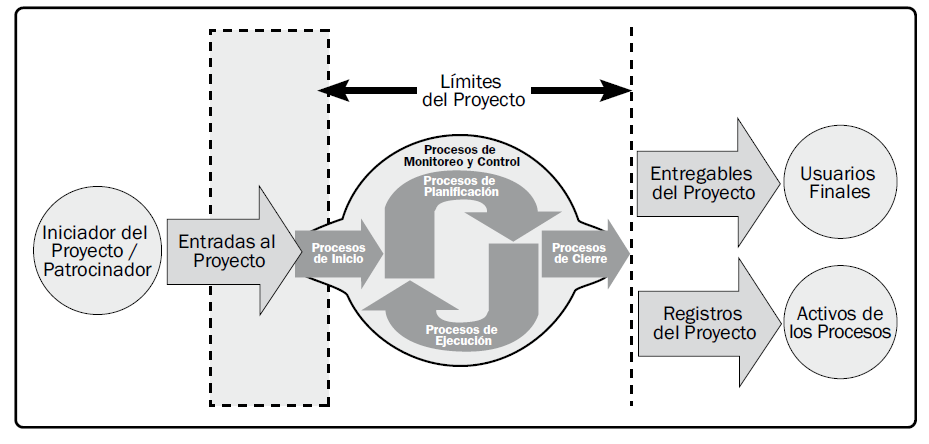 Límites
del Proyecto
Procesos de
Monitoreo y Control
Procesos de
Planificación
Iniciador del
Proyecto /
Patrocinador
Entradas al
Proyecto
Procesos
de Inicio
Procesos
de Cierre
Procesos de
Ejecución
Entregables
del Proyecto
Usuarios
Finales
Registros
del Proyecto
Activos de
los Procesos